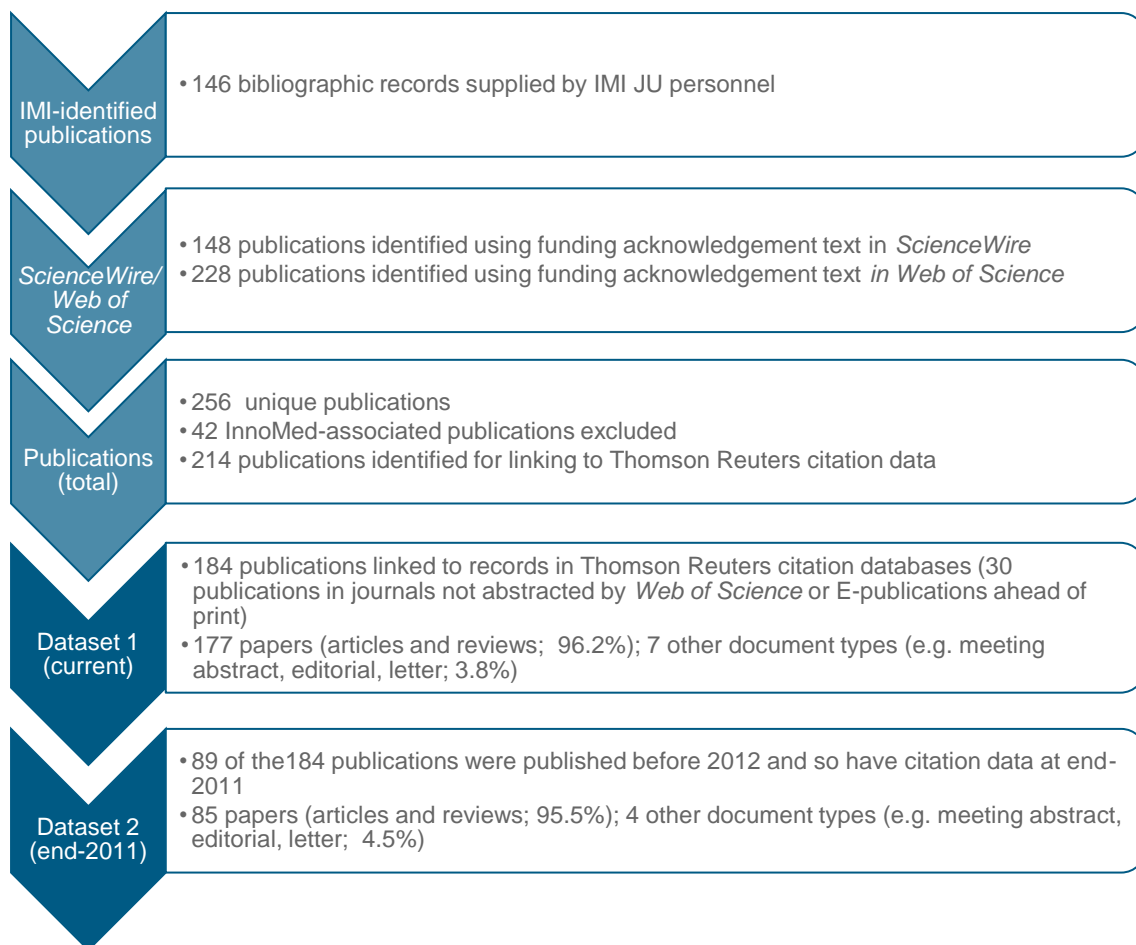 IMI-identified
publications
• 146 bibliographic records supplied by IMI JU personnel
ScienceWire/
Web of
Science
• 148 publications identified using funding acknowledgement text in ScienceWire
• 228 publications identified using funding acknowledgement text in Web of Science
Publications
(total)
• 256 unique publications
• 42 InnoMed-associated publications excluded
• 214 publications identified for linking to Thomson Reuters citation data
Dataset 1
(current)
• 184 publications linked to records in Thomson Reuters citation databases (30
publications in journals not abstracted by Web of Science or E-publications ahead of
print)
• 177 papers (articles and reviews; 96.2%); 7 other document types (e.g. meeting
abstract, editorial, letter; 3.8%)
Dataset 2
(end-2011)
• 89 of the184 publications were published before 2012 and so have citation data at end-
2011
• 85 papers (articles and reviews; 95.5%); 4 other document types (e.g. meeting abstract,
editorial, letter; 4.5%)